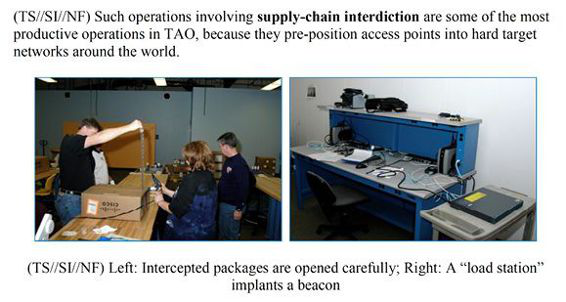 (TS//SI//NF) Such operations involving supply-chain interdiction are some of the most
productive operations in TAO, because they pre-position access points into hard target
networks around the world.
CISCO
(TS//SI//NF) Left: Intercepted packages are opened carefully; Right: A “load station”
implants a beacon